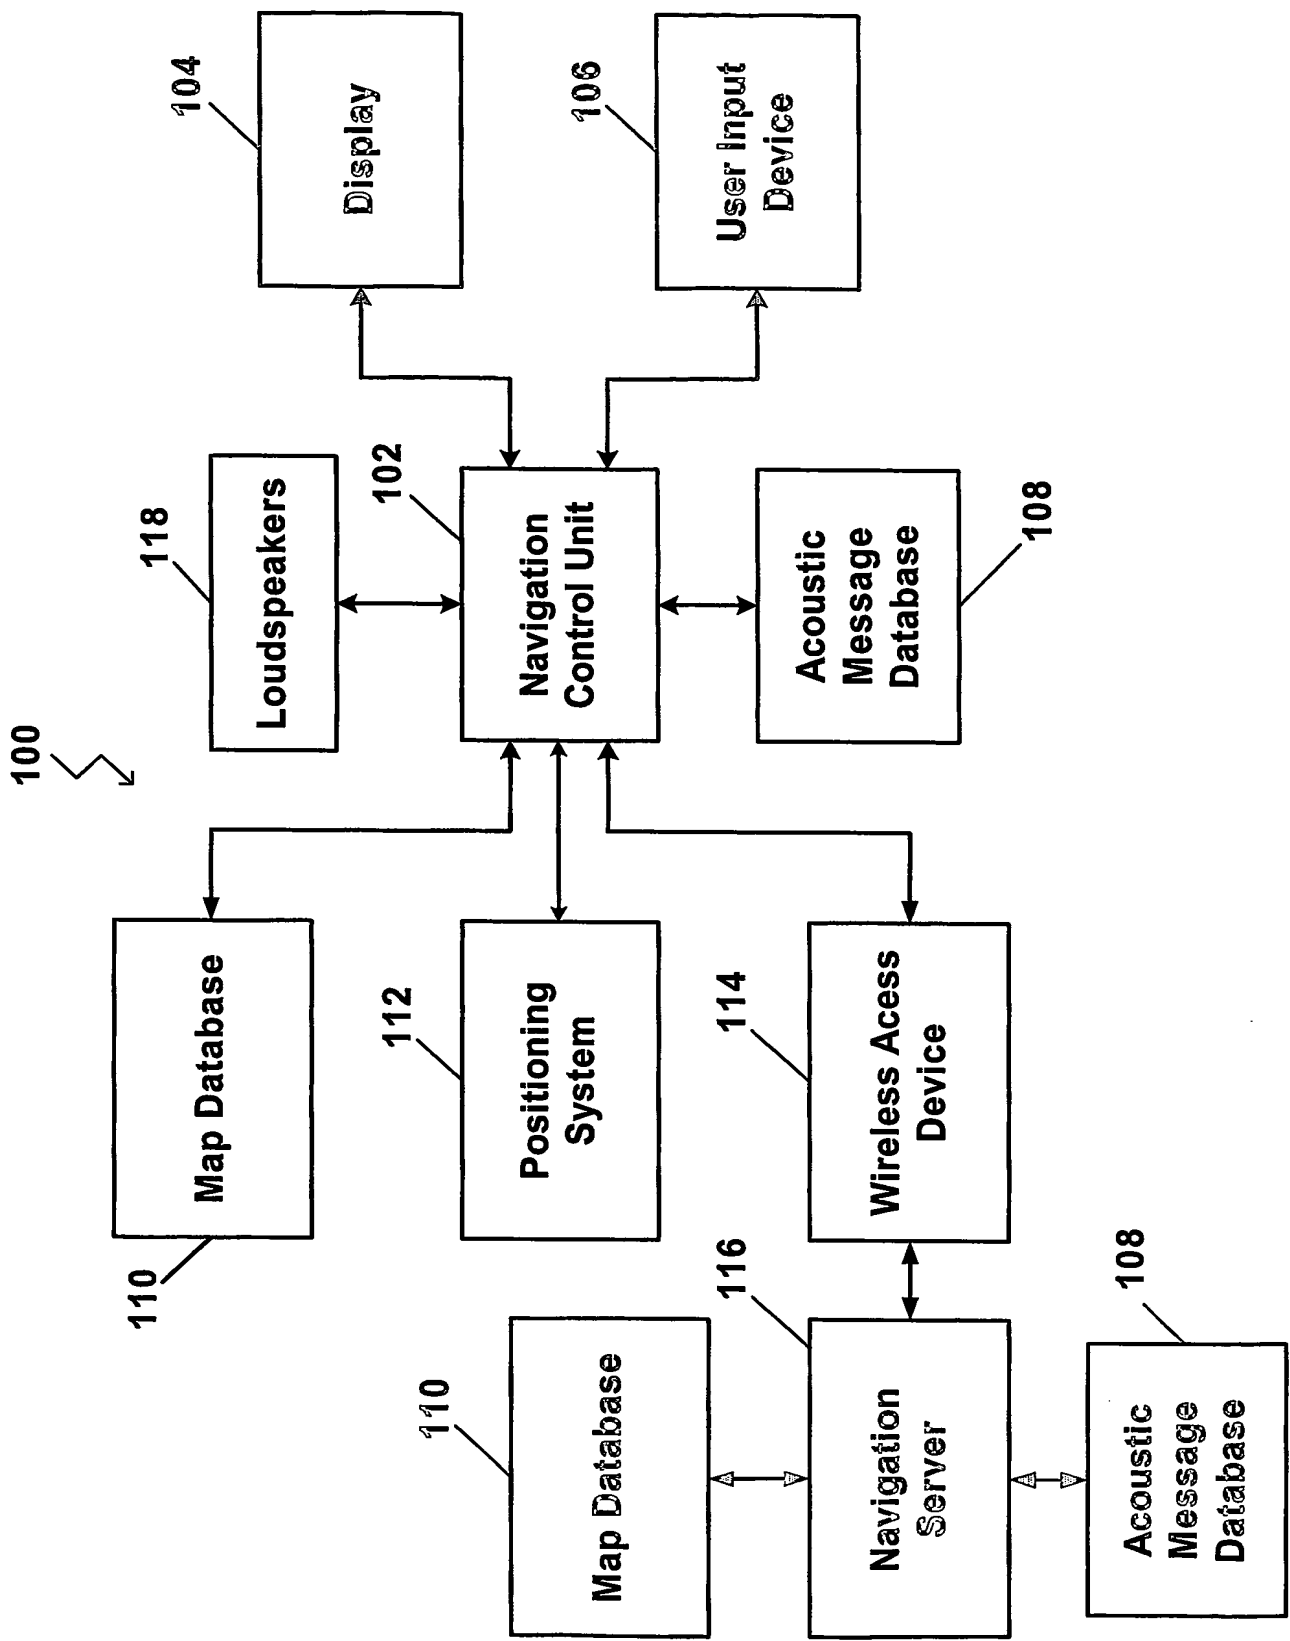 100
110
Map Database
118
Loudspeakers
104
Display
112
Positioning
System
102
Navigation
Control Unit
106
User Input
Device
110
Map Database
114
Wireless Acess
Device
Acoustic
Message
Database
108
116
Navigation
Server
108
Acoustic
Message
Database